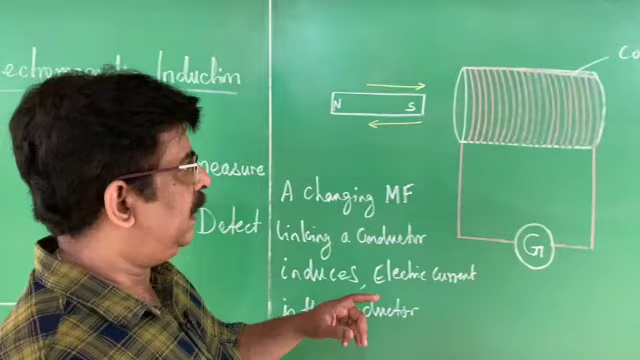 Induction
measure
Detect
N S
A Changing MF
linking a Conductor
induces, Electric Current
G